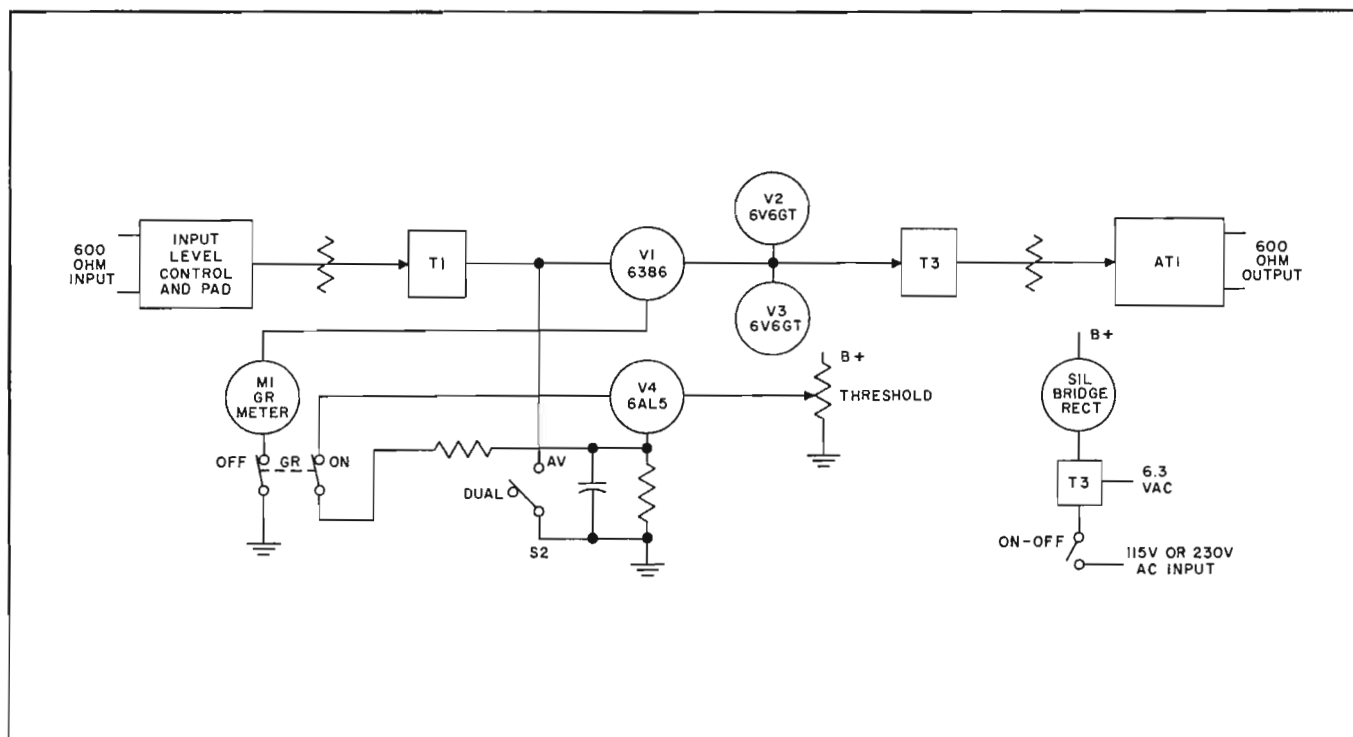 600
OHM
INPUT
INPUT
LEVEL
CONTROL
AND PAD
T1
V1
6386
V2
6V6GT
V3
6V6GT
T3
AT1
600
OHM
OUTPUT
M1
GR
METER
OFF
GR
ON
V4
6AL5
B+
THRESHOLD
AV
DUAL
S2
B+
SIL
BRIDGE
RECT
T3
6.3
VAC
ON-OFF
115V OR 230V
AC INPUT